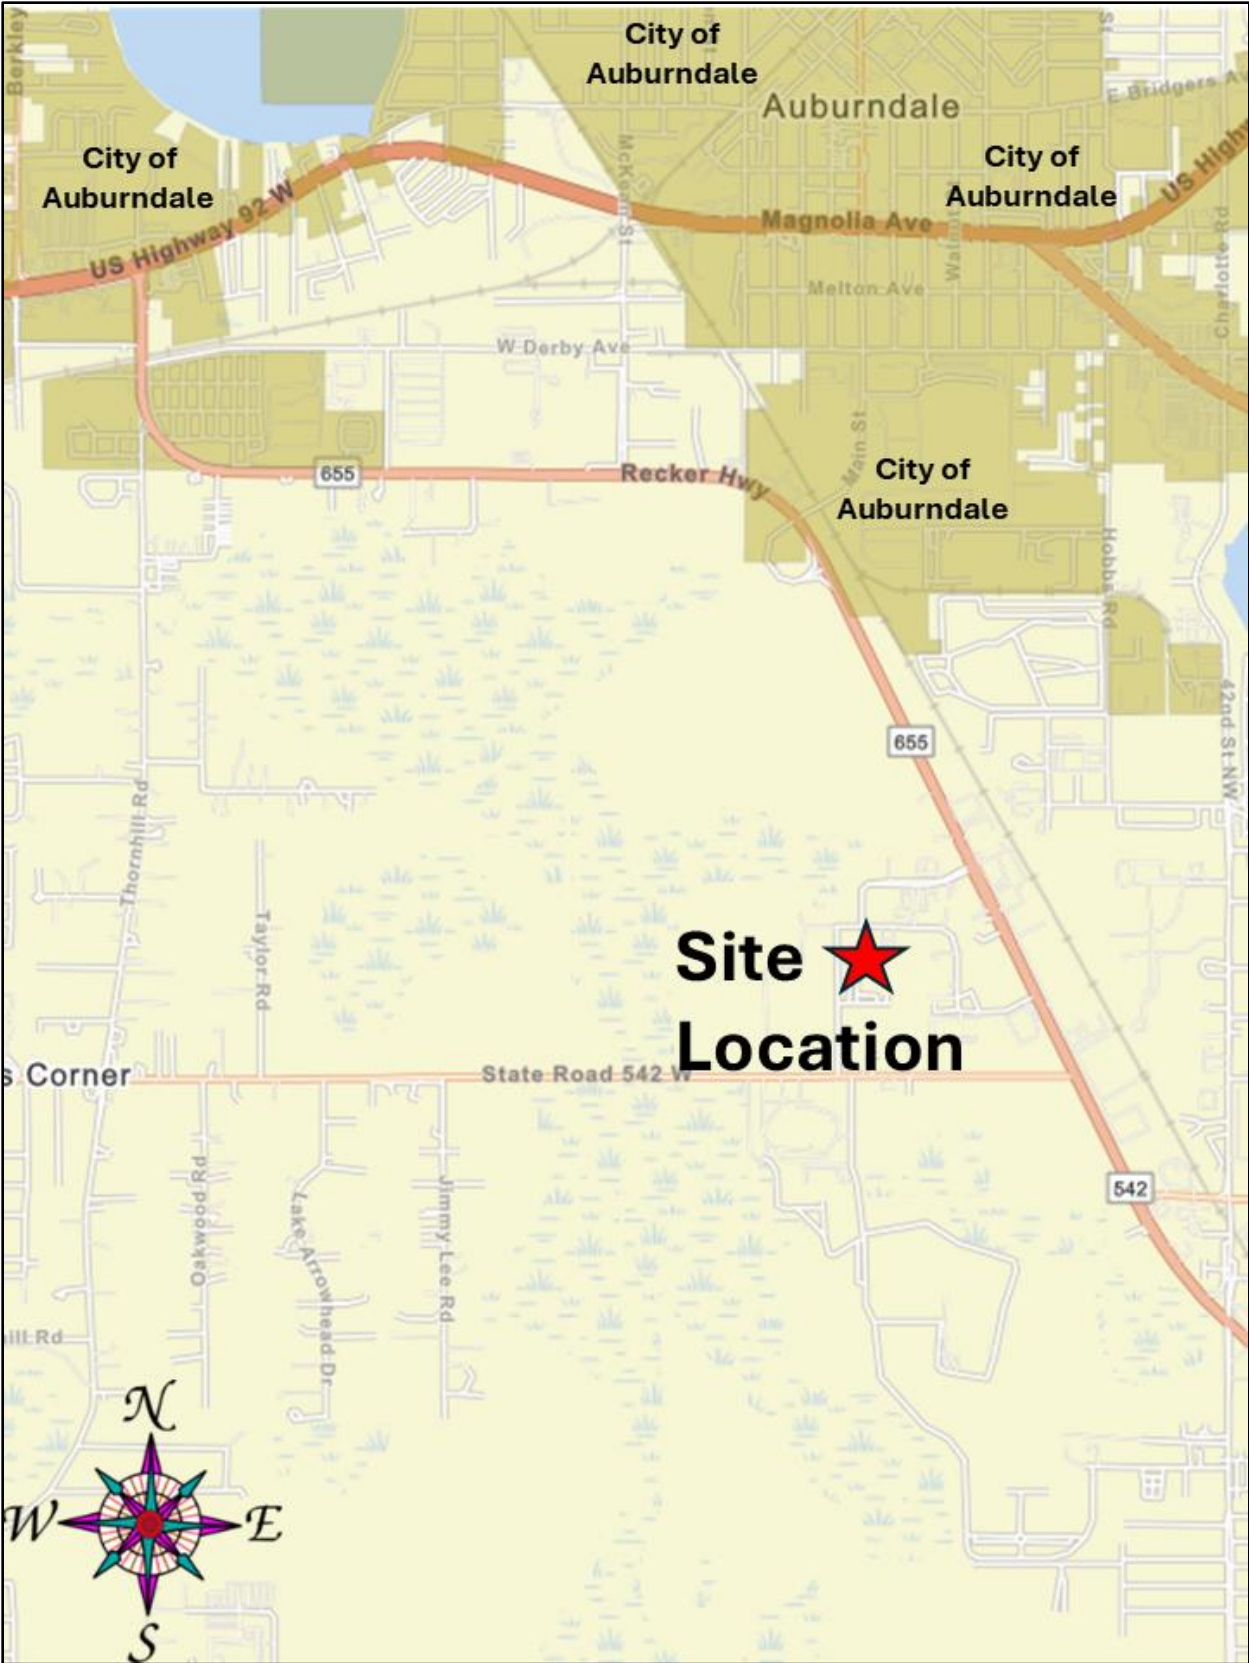 City of
Auburndale
Auburndale
E Bridgers Av
Berkley
City of
Auburndale
City of
Auburndale
McKean St
US Highway 92 W
Magnolia Ave
US High
Charlotte Rd
Melton Ave
W Derby Ave
655
Recker Hwy
Main St
City of
Auburndale
Hobbs Rd
42nd St NW
655
Thornhill Rd
Taylor Rd
Site
Location
s Corner
State Road 542 W
542
Oakwood Rd
Lake Arrowhead Dr
Jimmy Lee Rd
ill Rd
N
W
E
S